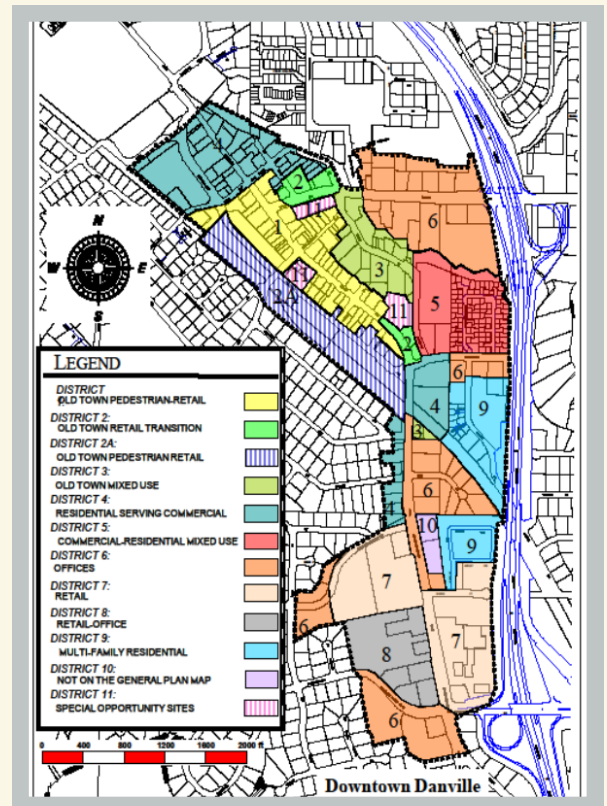 4
2
6
1
3
N
W
E
S
11
2A
5
11
2
6
4
9
3
6
4
10
9
7
7
6
8
6
LEGEND
DISTRICT
OLD TOWN PEDESTRIAN-RETAIL
DISTRICT 2:
OLD TOWN RETAIL TRANSITION
DISTRICT 2A:
OLD TOWN PEDESTRIAN RETAIL
DISTRICT 3:
OLD TOWN MIXED USE
DISTRICT 4:
RESIDENTIAL SERVING COMMERCIAL
DISTRICT 5:
COMMERCIAL-RESIDENTIAL MIXED USE
DISTRICT 6:
OFFICES
DISTRICT 7:
RETAIL
DISTRICT 8:
RETAIL-OFFICE
DISTRICT 9:
MULTI-FAMILY RESIDENTIAL
DISTRICT 10:
NOT ON THE GENERAL PLAN MAP
DISTRICT 11:
SPECIAL OPPORTUNITY SITES
0 400 800 1200 1600 2000 ft
Downtown Danville